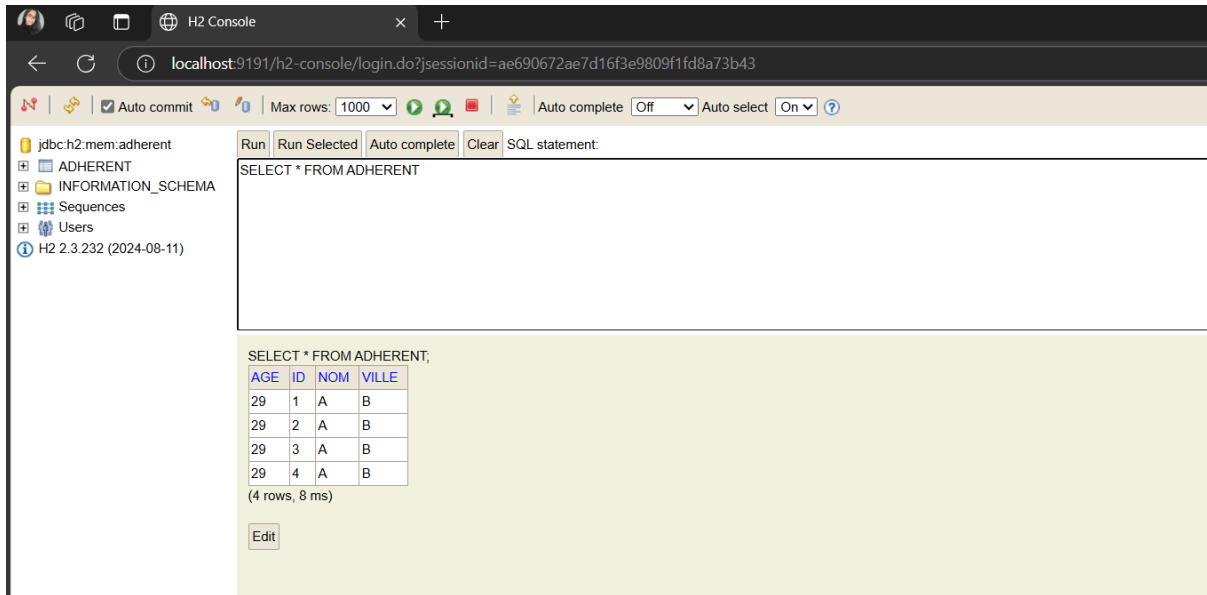 H2 Console
localhost:9191/h2-console/login.do?jsessionid=ae690672ae7d16f3e9809f1fd8a73b43
Auto commit Max rows: 1000 Auto complete Off Auto select On
jdbc:h2:mem:adherent
ADHERENT
INFORMATION_SCHEMA
Sequences
Users
H2 2.3.232 (2024-08-11)
Run Run Selected Auto complete Clear SQL statement:
SELECT * FROM ADHERENT
SELECT * FROM ADHERENT;
AGE ID NOM VILLE
29 1 A B
29 2 A B
29 3 A B
29 4 A B
(4 rows, 8 ms)
Edit